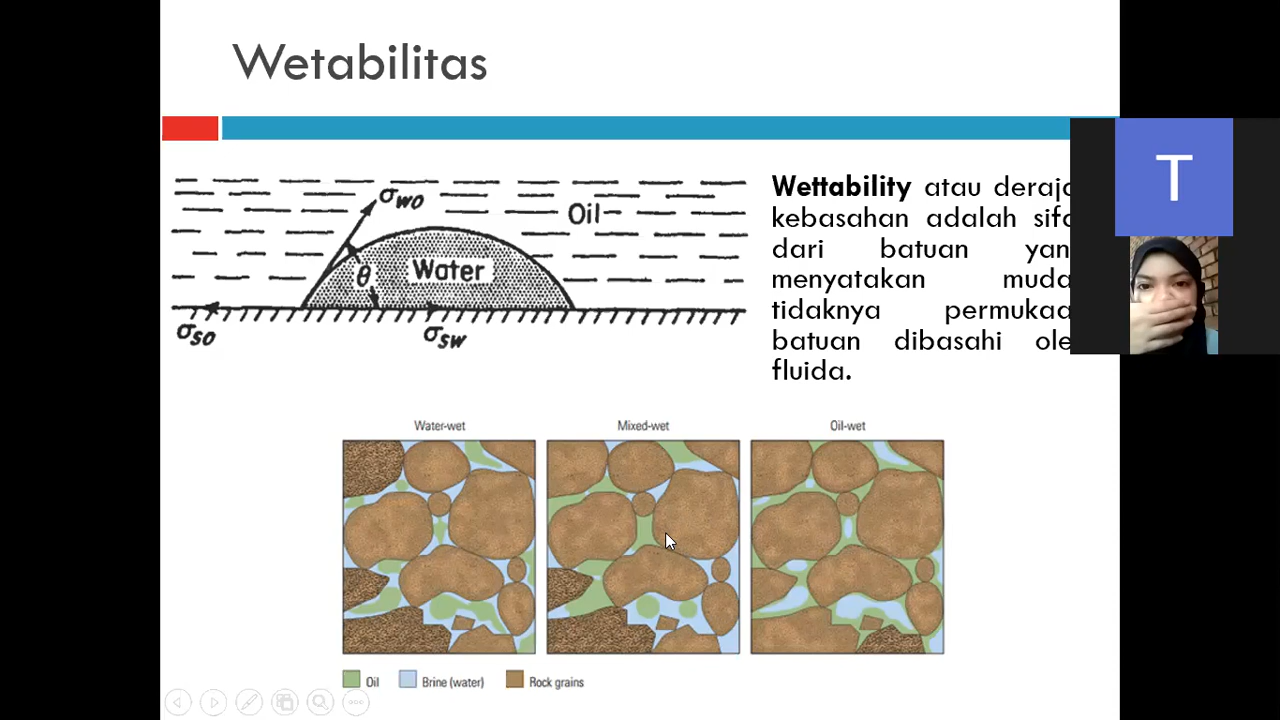 Wetabilitas
σwo
Oil
θ
Water
σso
σsw
Wettability atau deraja
kebasahan adalah sifa
dari batuan yan
menyatakan muda
tidaknya permukaa
batuan dibasahi ole
fluida.
T
Water-wet
Mixed-wet
Oil-wet
Oil
Brine (water)
Rock grains